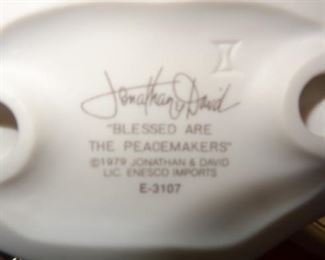 Jonathan & David
"BLESSED ARE
THE PEACEMAKERS"
©1979 JONATHAN & DAVID
LIC. ENESCO IMPORTS
E-3107